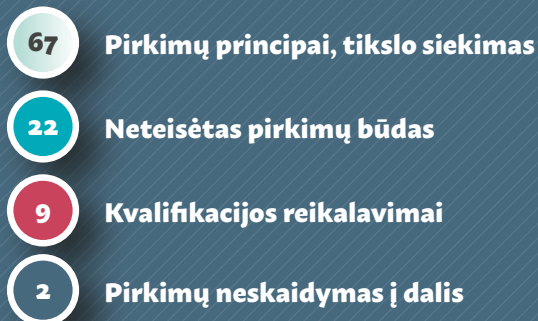 67 Pirkimų principai, tikslo siekimas
22 Neteisėtas pirkimų būdas
9 Kvalifikacijos reikalavimai
2 Pirkimų neskaidymas į dalis